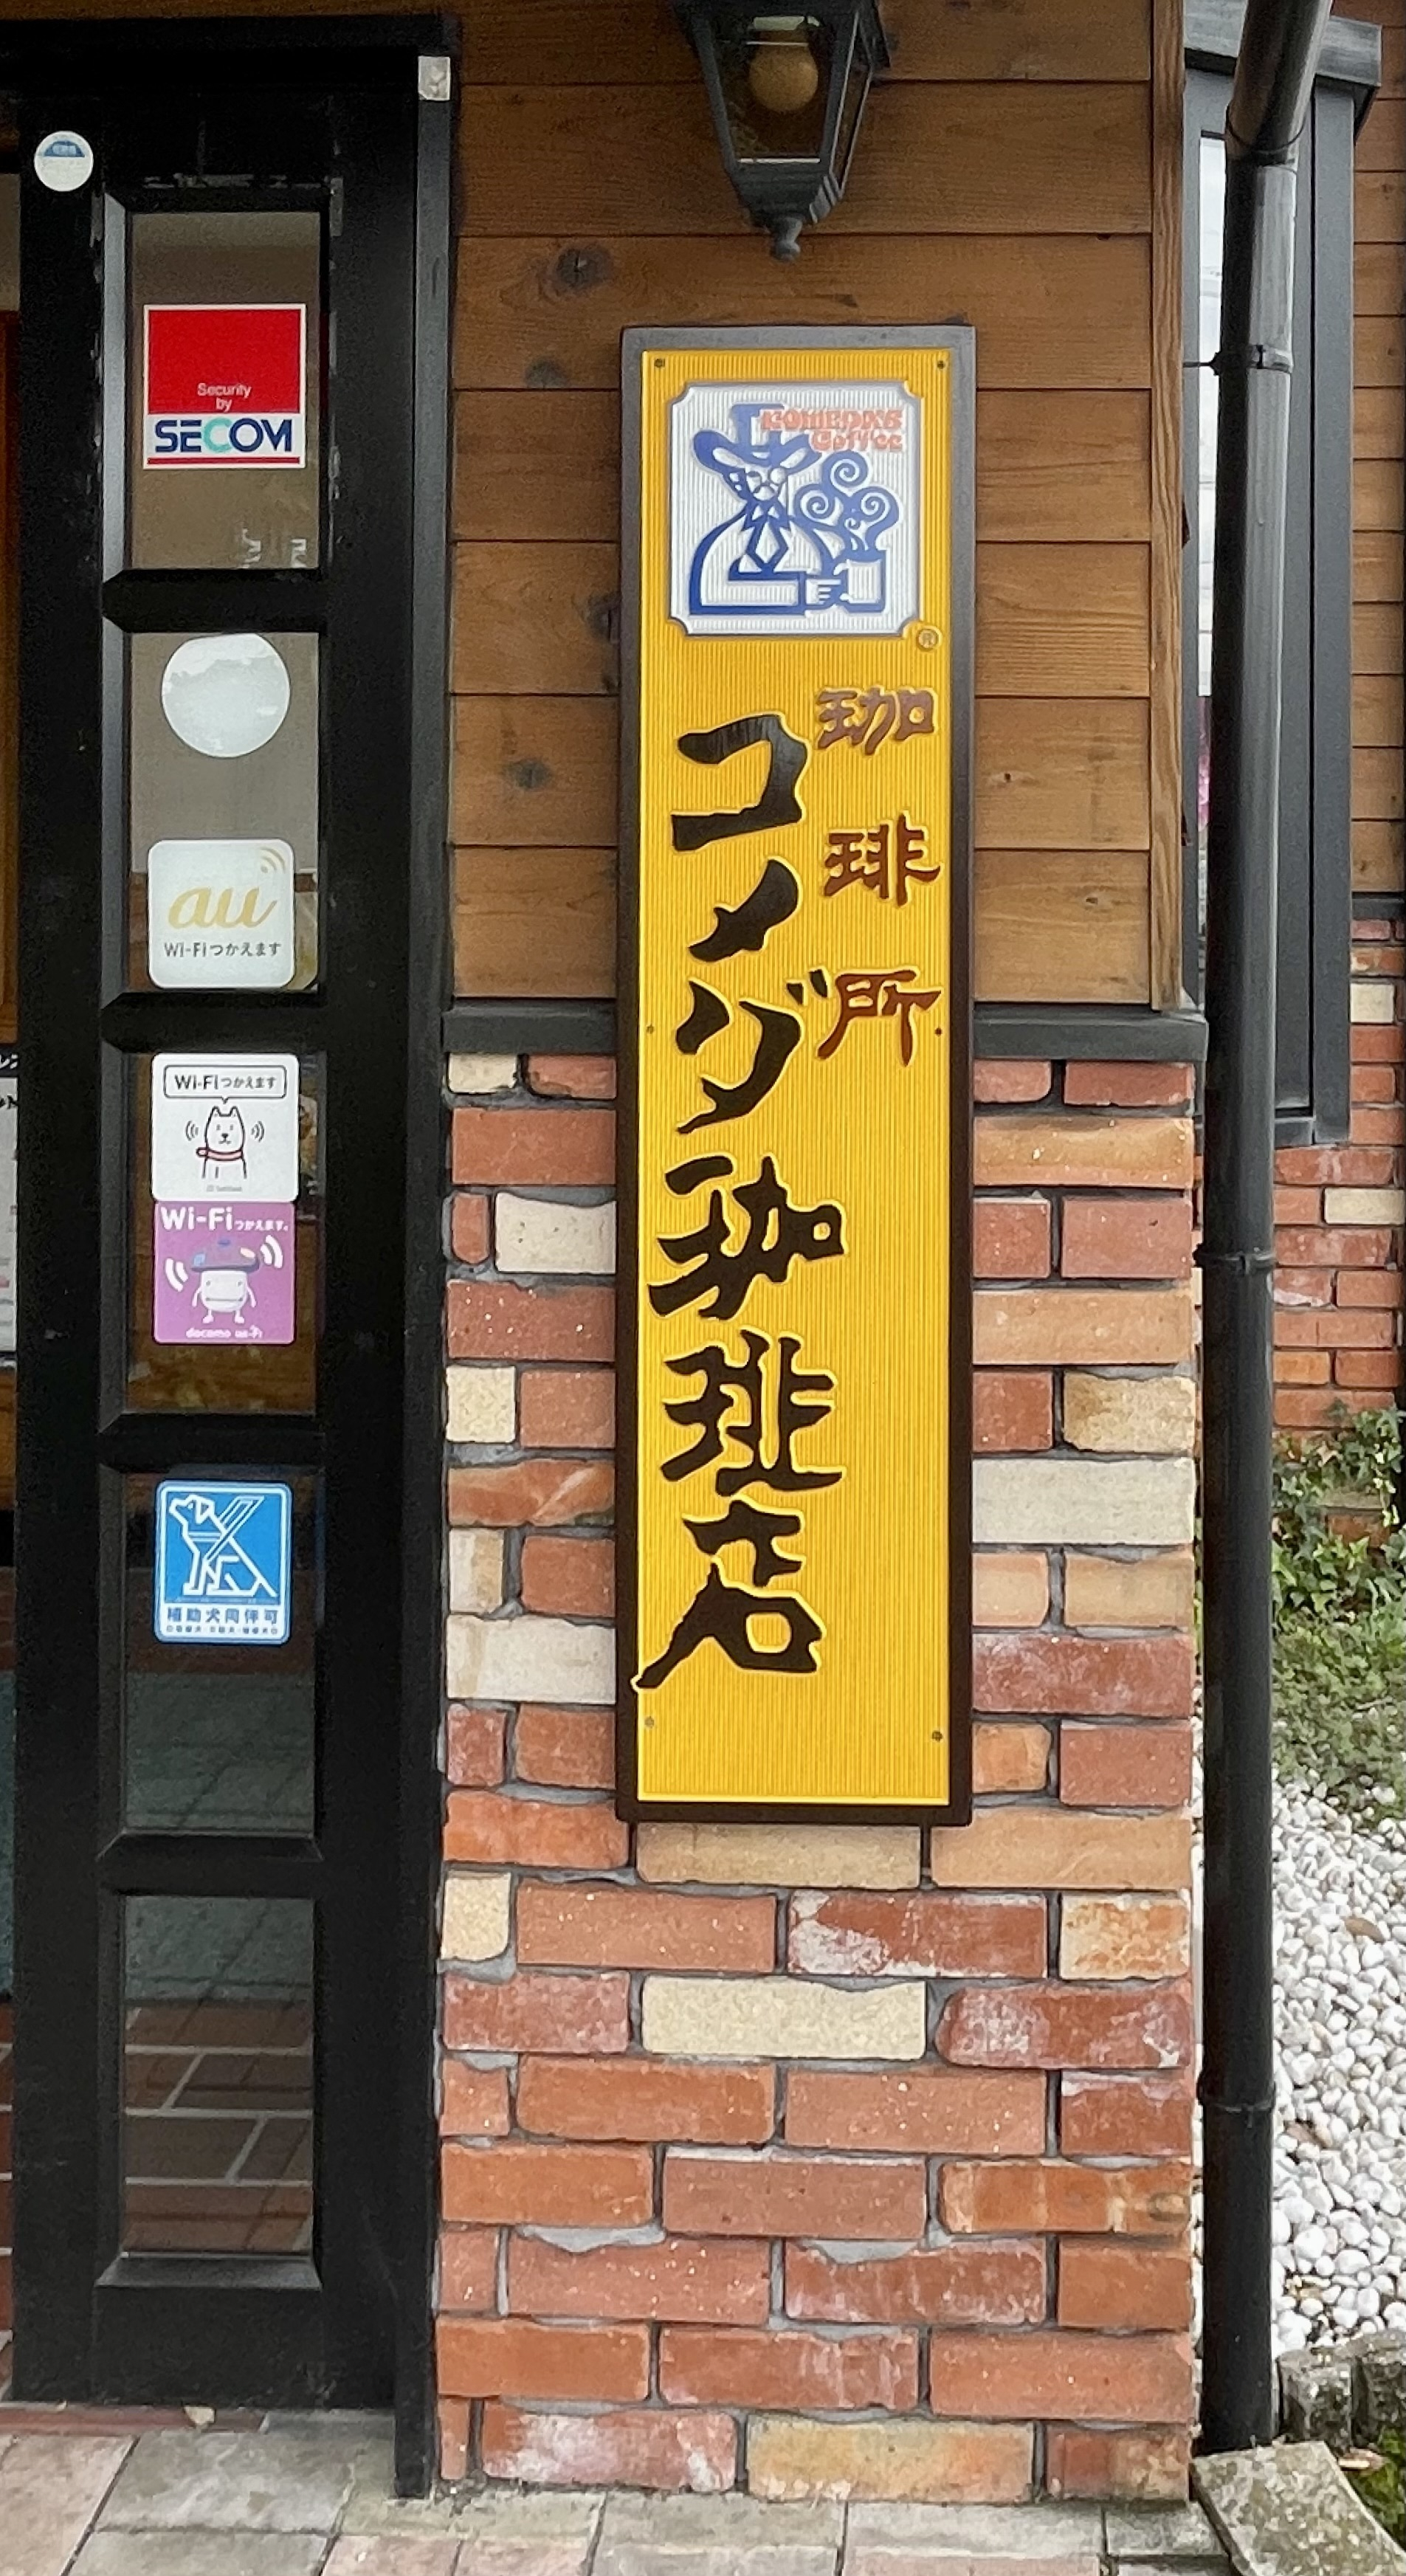 Security
by
SECOM
au
Wi-Fiつかえます
Wi-Fiつかえます
Wi-Fiつかえます。
docomo Wi-Fi
補助犬同伴可
KOMEDA'S
Coffee
®
珈琲所
コメダ珈琲店